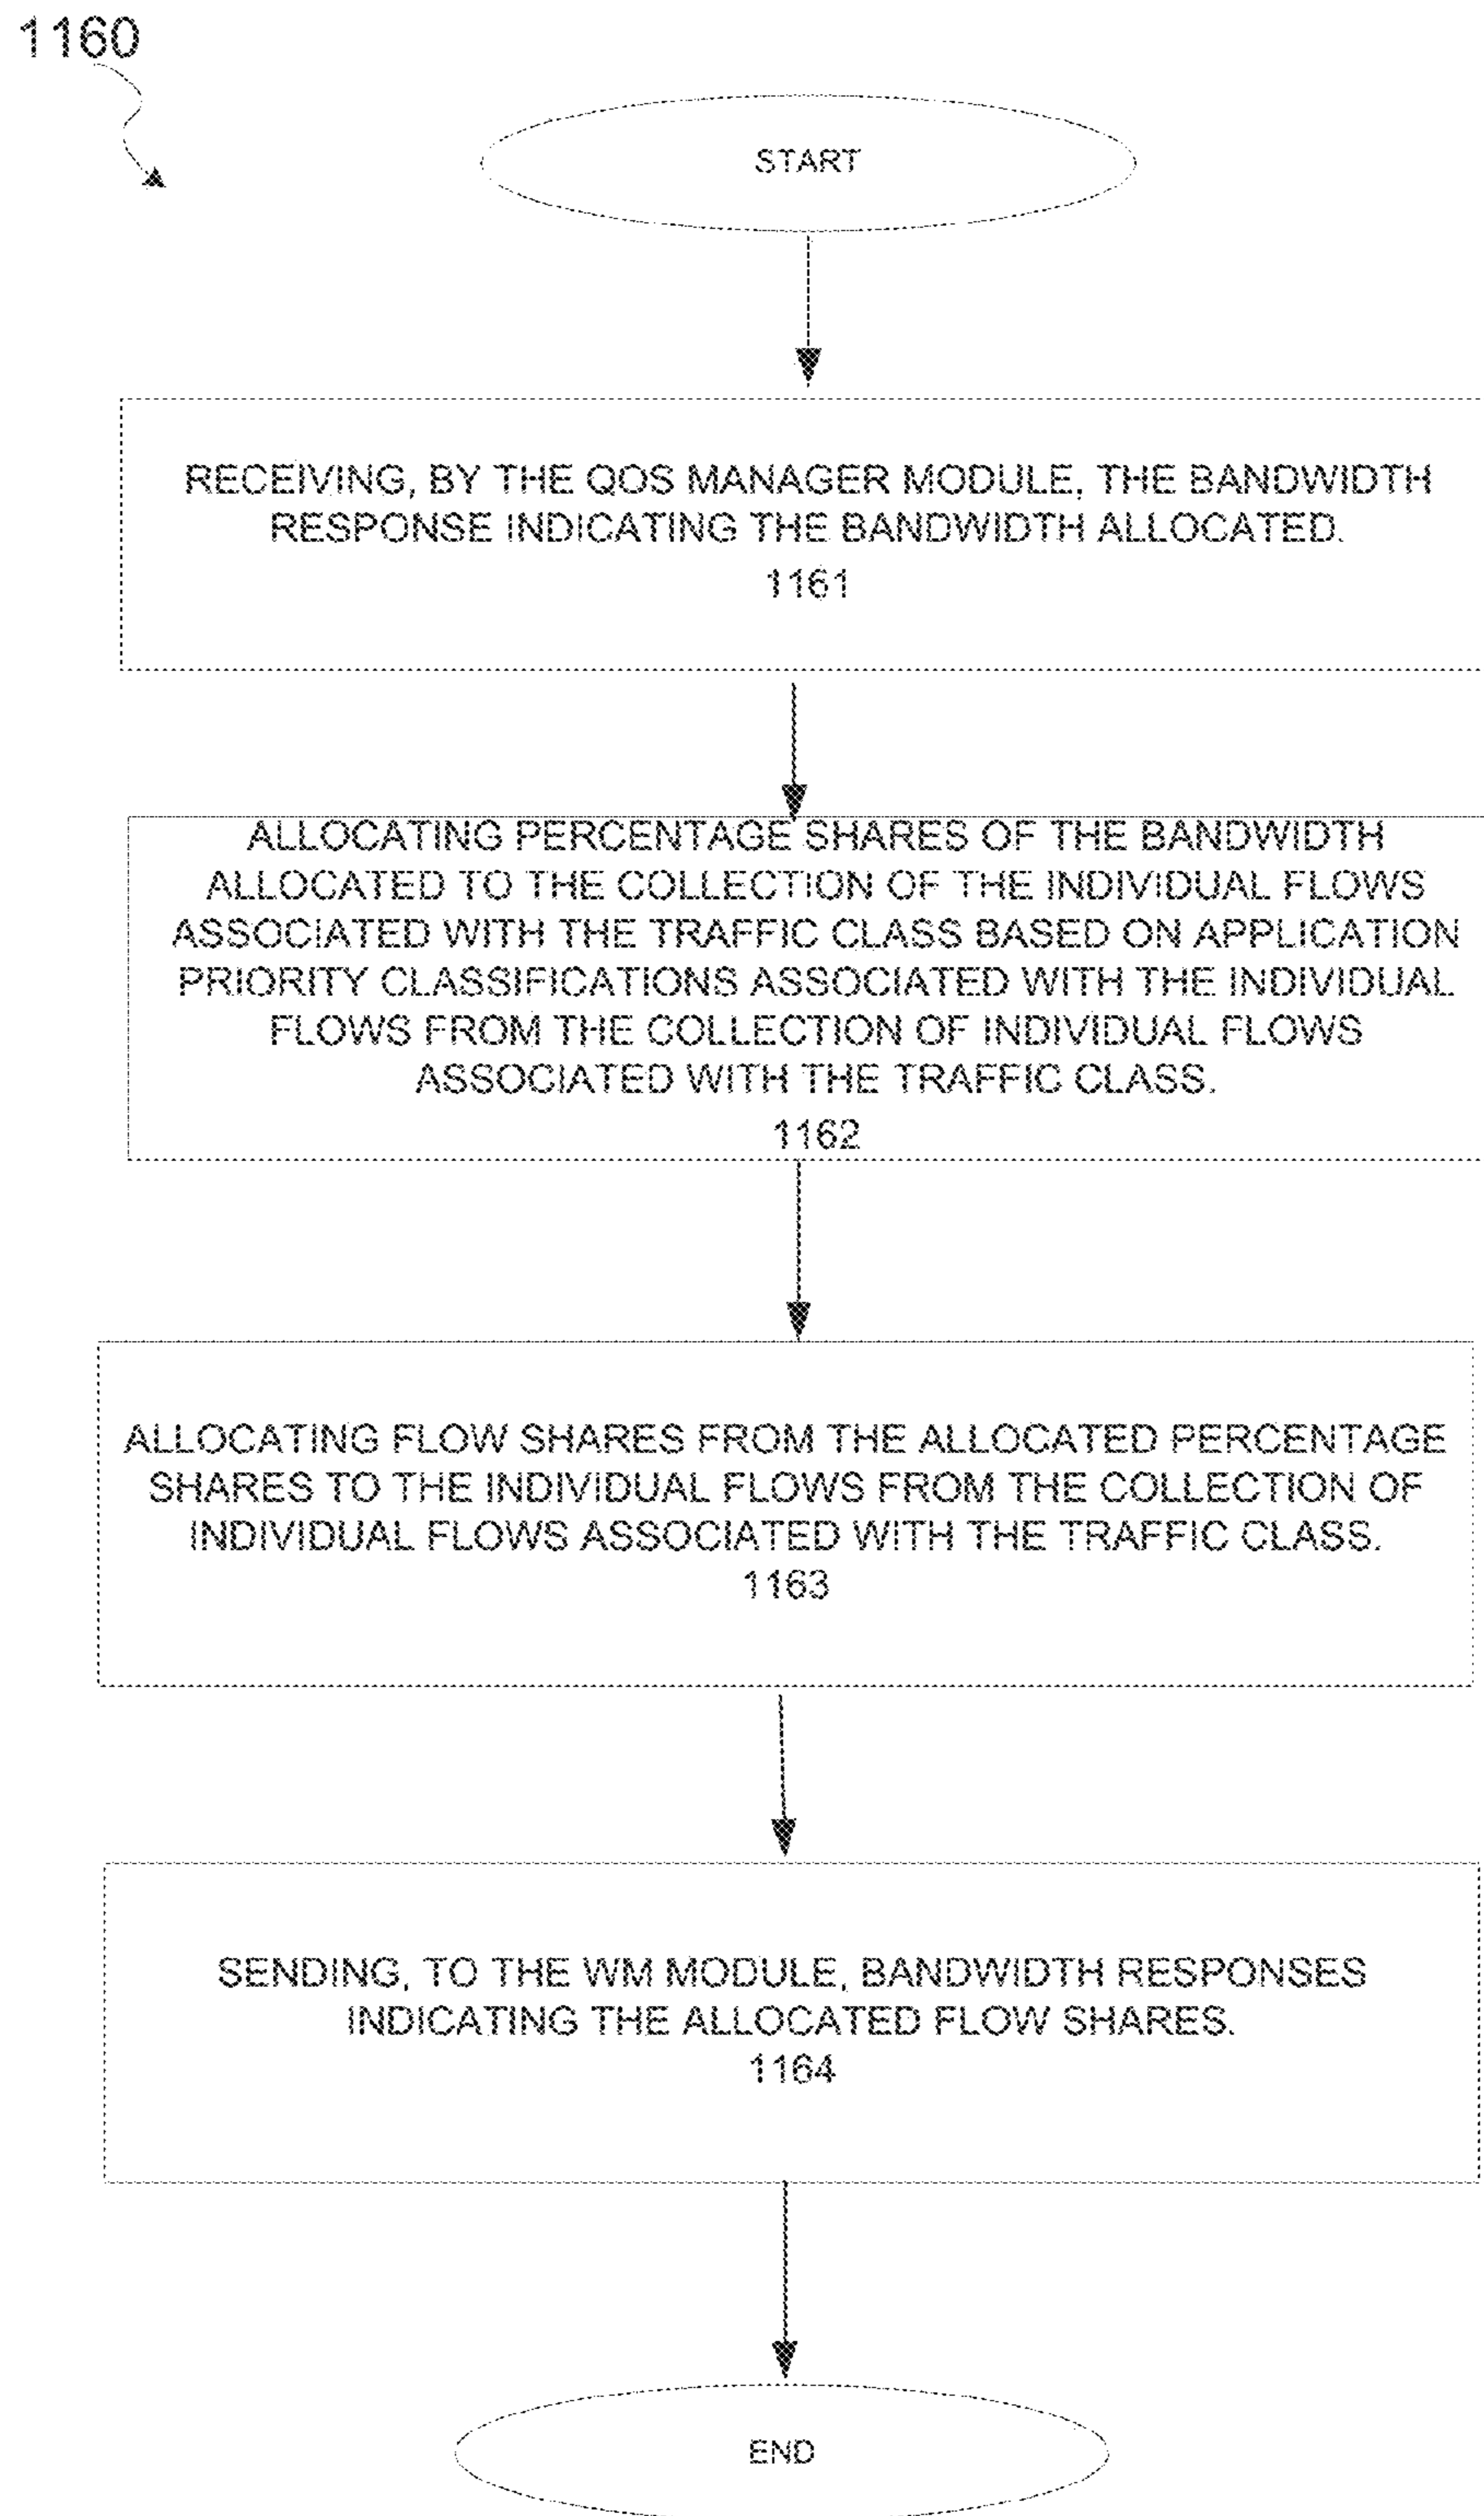 1160
START
RECEIVING, BY THE QOS MANAGER MODULE, THE BANDWIDTH
RESPONSE INDICATING THE BANDWIDTH ALLOCATED.
1161
ALLOCATING PERCENTAGE SHARES OF THE BANDWIDTH
ALLOCATED TO THE COLLECTION OF THE INDIVIDUAL FLOWS
ASSOCIATED WITH THE TRAFFIC CLASS BASED ON APPLICATION
PRIORITY CLASSIFICATIONS ASSOCIATED WITH THE INDIVIDUAL
FLOWS FROM THE COLLECTION OF INDIVIDUAL FLOWS
ASSOCIATED WITH THE TRAFFIC CLASS.
1162
ALLOCATING FLOW SHARES FROM THE ALLOCATED PERCENTAGE
SHARES TO THE INDIVIDUAL FLOWS FROM THE COLLECTION OF
INDIVIDUAL FLOWS ASSOCIATED WITH THE TRAFFIC CLASS.
1163
SENDING, TO THE WM MODULE, BANDWIDTH RESPONSES
INDICATING THE ALLOCATED FLOW SHARES.
1164
END